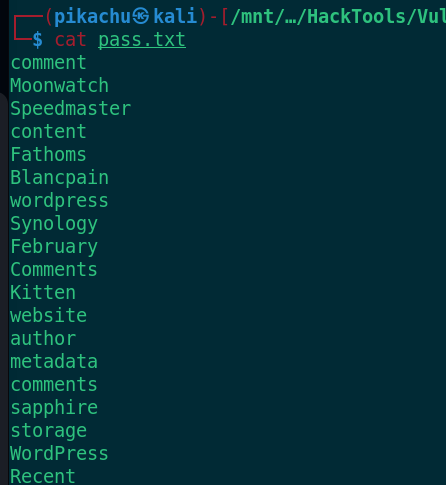 ┌──(pikachu㉿kali)-[/mnt/…/HackTools/Vul
└─$ cat pass.txt
comment
Moonwatch
Speedmaster
content
Fathoms
Blancpain
wordpress
Synology
February
Comments
Kitten
website
author
metadata
comments
sapphire
storage
WordPress
Recent